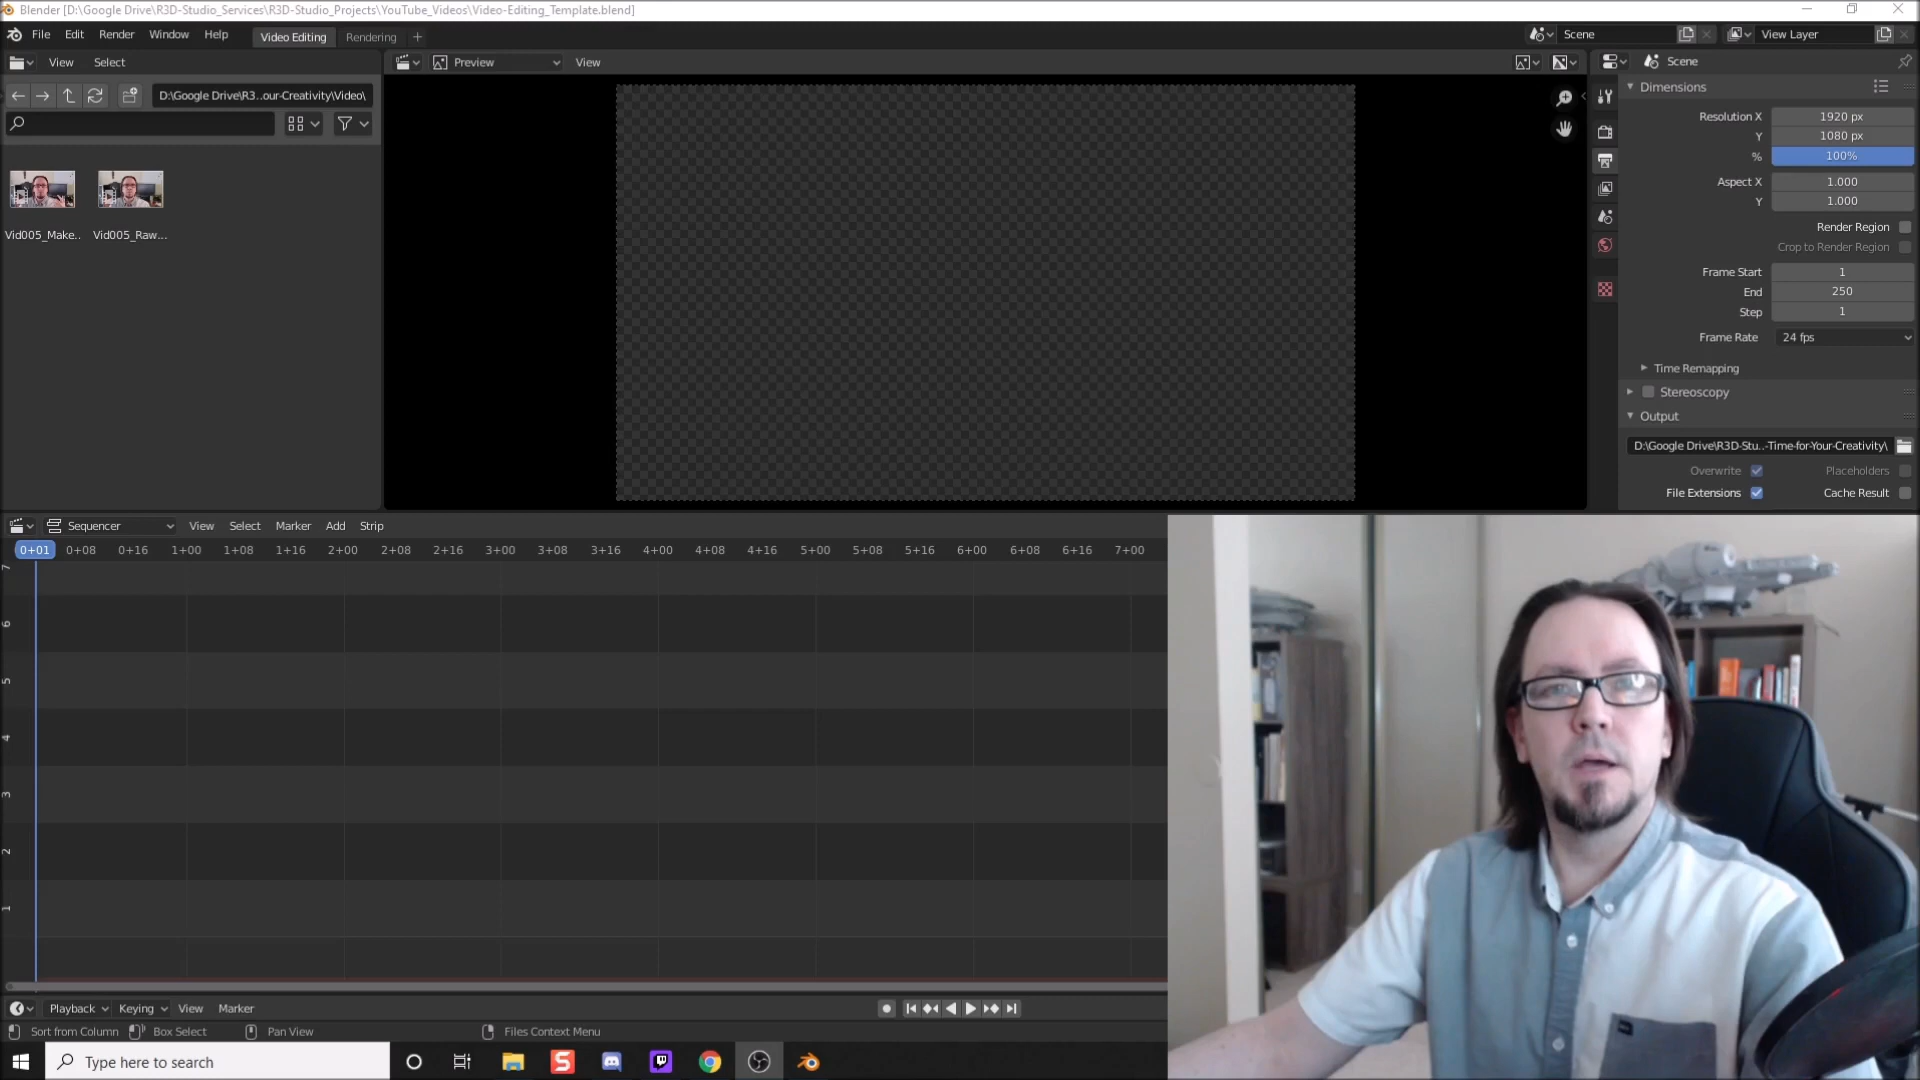 Blender [D:\Google Drive\R3D-Studio_Services\R3D-Studio_Projects\YouTube_Videos\Video-Editing_Template.blend]
File Edit Render Window Help Video Editing Rendering + Scene View Layer
View Select Preview View Scene
D:\Google Drive\R3..our-Creativity\Video\
Vid005_Make.. Vid005_Raw...
Dimensions
Resolution X 1920 px
Y 1080 px
% 100%
Aspect X 1.000
Y 1.000
Render Region
Crop to Render Region
Frame Start 1
End 250
Step 1
Frame Rate 24 fps
Time Remapping
Stereoscopy
Output
D:\Google Drive\R3D-Stu..-Time-for-Your-Creativity\
Overwrite Placeholders
File Extensions Cache Result
Sequencer View Select Marker Add Strip
0+01 0+08 0+16 1+00 1+08 1+16 2+00 2+08 2+16 3+00 3+08 3+16 4+00 4+08 4+16 5+00 5+08 5+16 6+00 6+08 6+16 7+00
7
6
5
4
3
2
1
Playback Keying View Marker
Sort from Column Box Select Pan View Files Context Menu
Type here to search